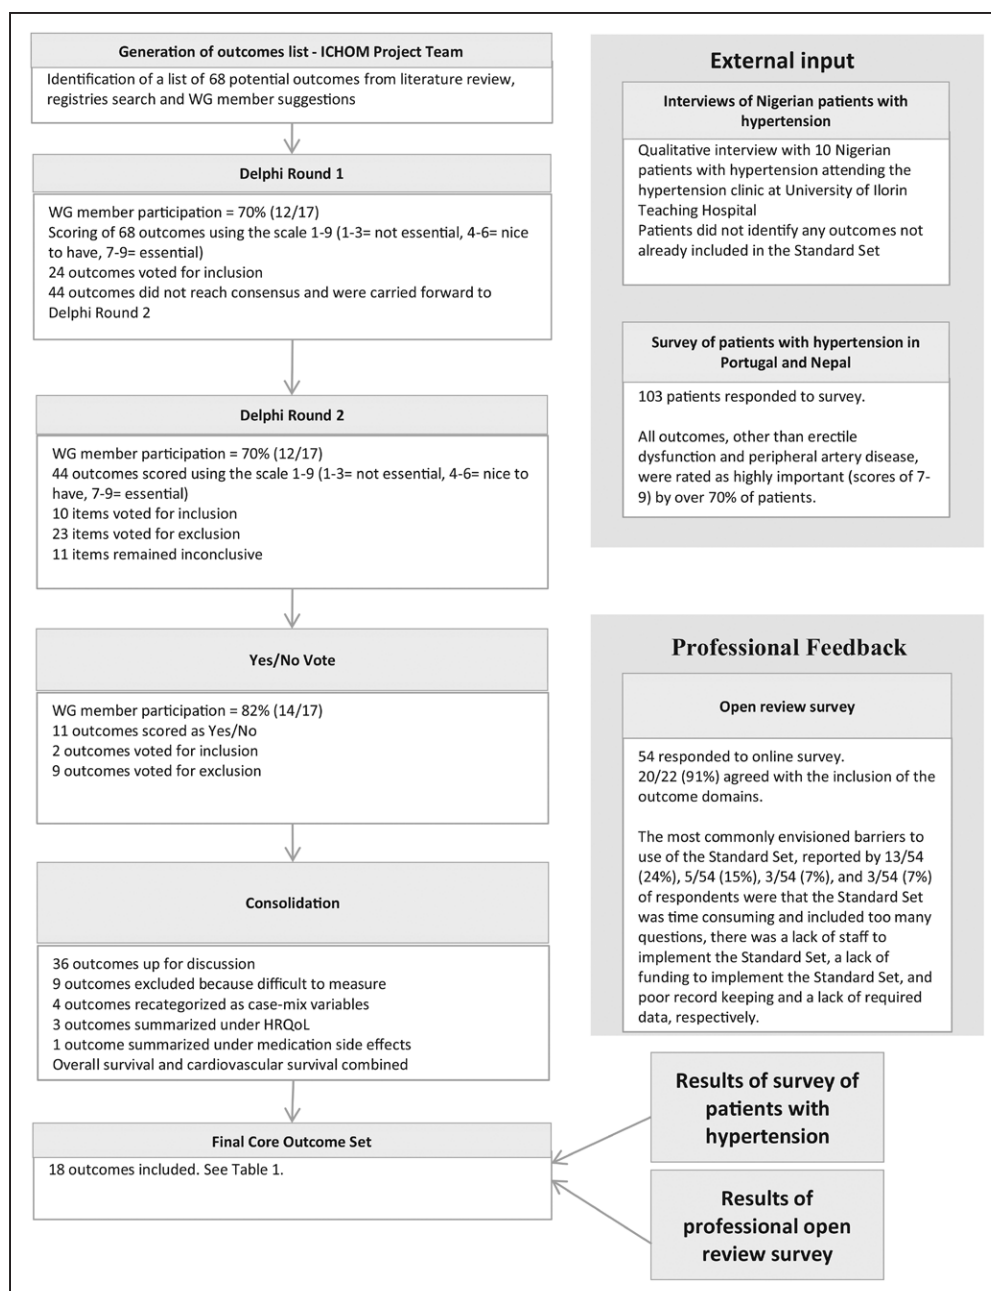 Generation of outcomes list - ICHOM Project Team
Identification of a list of 68 potential outcomes from literature review,
registries search and WG member suggestions
Delphi Round 1
WG member participation = 70% (12/17)
Scoring of 68 outcomes using the scale 1-9 (1-3= not essential, 4-6= nice
to have, 7-9= essential)
24 outcomes voted for inclusion
44 outcomes did not reach consensus and were carried forward to
Delphi Round 2
Delphi Round 2
WG member participation = 70% (12/17)
44 outcomes scored using the scale 1-9 (1-3= not essential, 4-6= nice to
have, 7-9= essential)
10 items voted for inclusion
23 items voted for exclusion
11 items remained inconclusive
Yes/No Vote
WG member participation = 82% (14/17)
11 outcomes scored as Yes/No
2 outcomes voted for inclusion
9 outcomes voted for exclusion
Consolidation
36 outcomes up for discussion
9 outcomes excluded because difficult to measure
4 outcomes recategorized as case-mix variables
3 outcomes summarized under HRQoL
1 outcome summarized under medication side effects
Overall survival and cardiovascular survival combined
Final Core Outcome Set
18 outcomes included. See Table 1.
External input
Interviews of Nigerian patients with
hypertension
Qualitative interview with 10 Nigerian
patients with hypertension attending the
hypertension clinic at University of Ilorin
Teaching Hospital
Patients did not identify any outcomes not
already included in the Standard Set
Survey of patients with hypertension in
Portugal and Nepal
103 patients responded to survey.
All outcomes, other than erectile
dysfunction and peripheral artery disease,
were rated as highly important (scores of 7-
9) by over 70% of patients.
Professional Feedback
Open review survey
54 responded to online survey.
20/22 (91%) agreed with the inclusion of the
outcome domains.
The most commonly envisioned barriers to
use of the Standard Set, reported by 13/54
(24%), 5/54 (15%), 3/54 (7%), and 3/54 (7%)
of respondents were that the Standard Set
was time consuming and included too many
questions, there was a lack of staff to
implement the Standard Set, a lack of
funding to implement the Standard Set, and
poor record keeping and a lack of required
data, respectively.
Results of survey of
patients with
hypertension
Results of
professional open
review survey